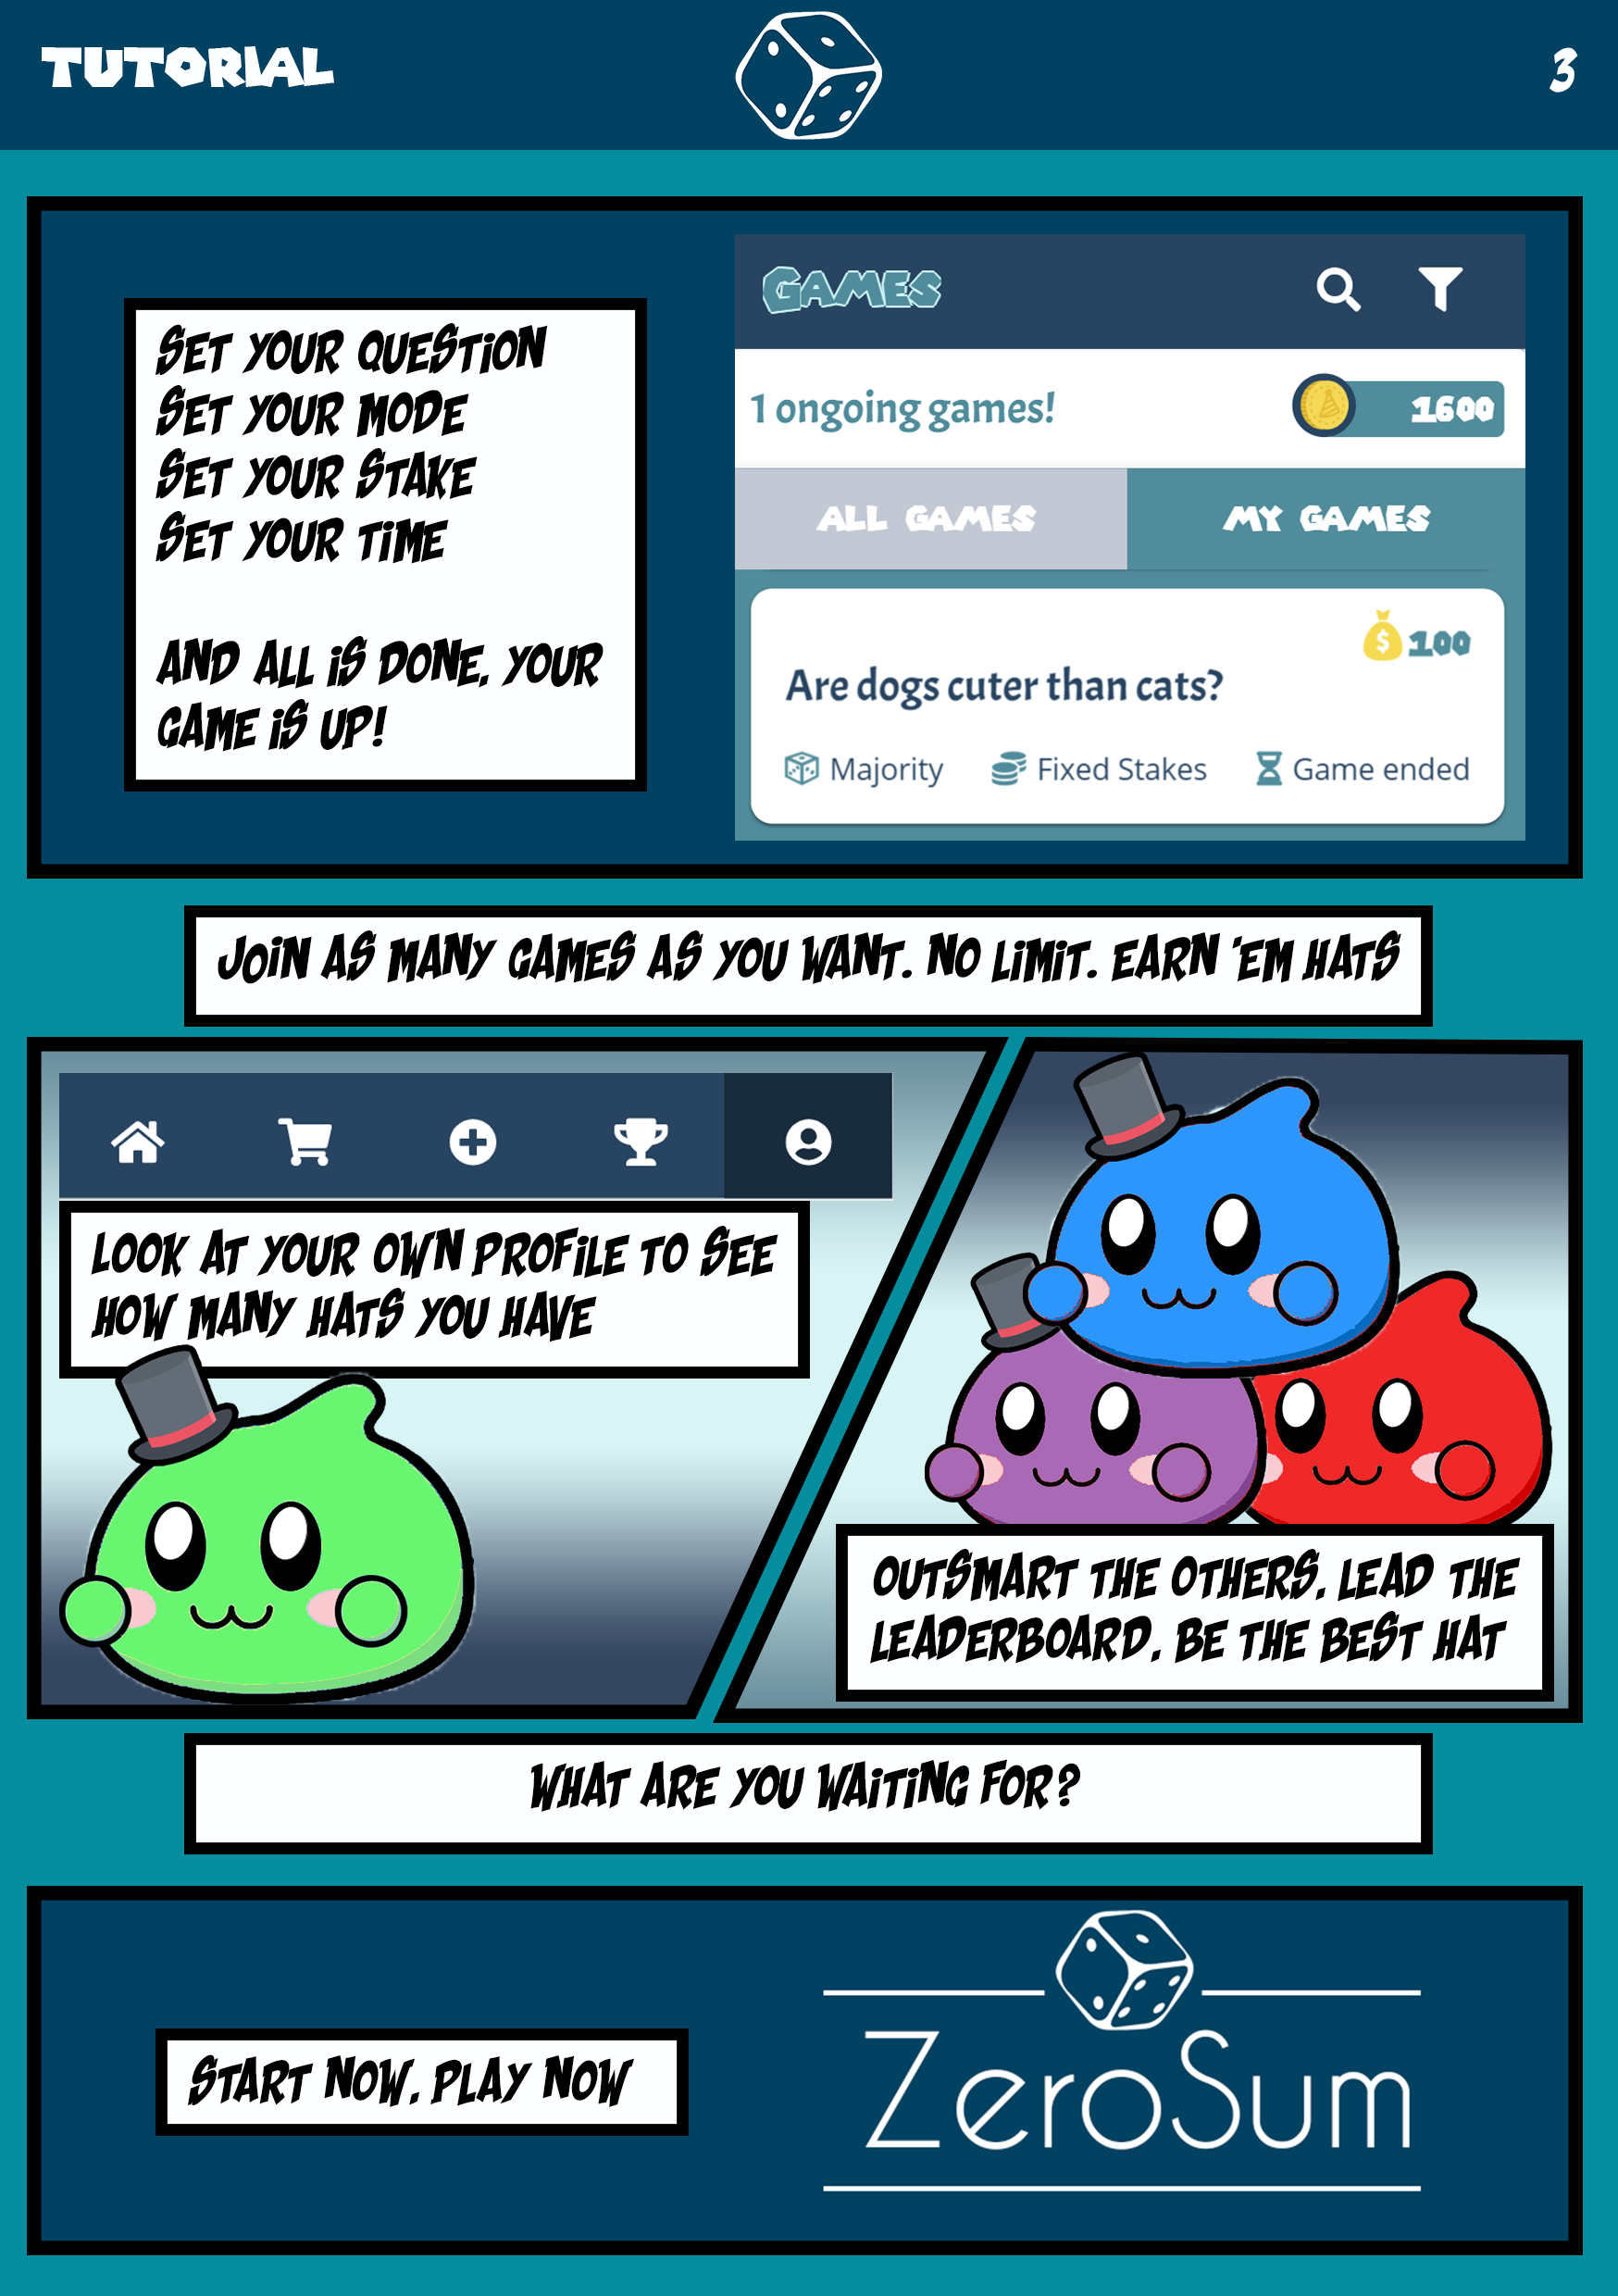 TUTORIAL
3
SET YOUR QUESTION
SET YOUR MODE
SET YOUR STAKE
SET YOUR TIME
AND ALL IS DONE, YOUR
GAME IS UP!
GAMES
1 ongoing games!
1600
ALL GAMES
MY GAMES
100
Are dogs cuter than cats?
Majority
Fixed Stakes
Game ended
JOIN AS MANY GAMES AS YOU WANT. NO LIMIT. EARN 'EM HATS
LOOK AT YOUR OWN PROFILE TO SEE
HOW MANY HATS YOU HAVE
OUTSMART THE OTHERS, LEAD THE
LEADERBOARD, BE THE BEST HAT
WHAT ARE YOU WAITING FOR?
START NOW, PLAY NOW
ZeroSum